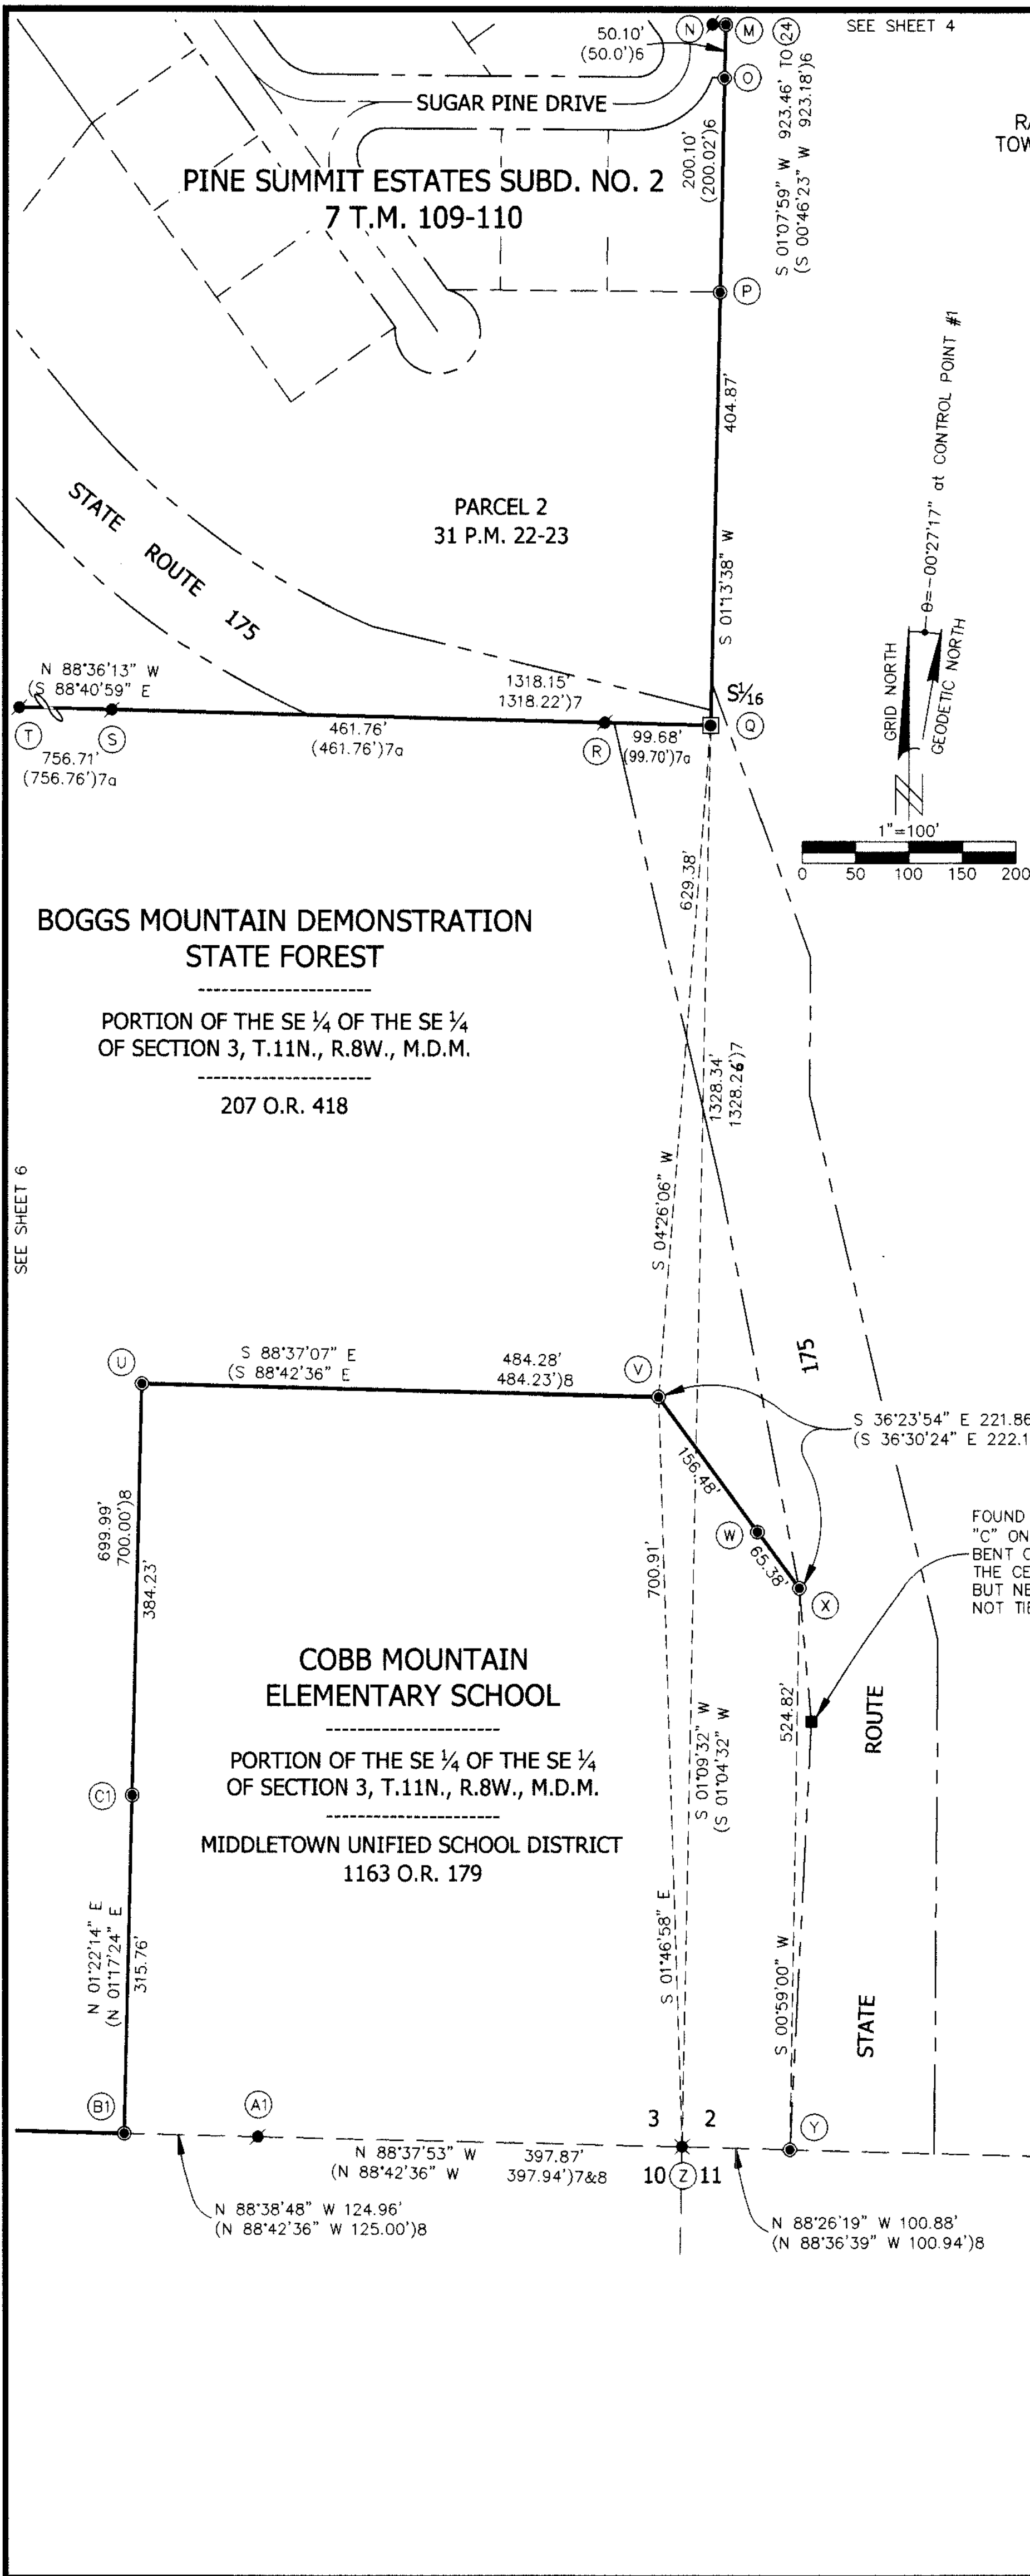 SEE SHEET 4
N
M
24
50.10'
(50.0')6
O
S 01°07'59" W 923.46' TO
(S 00°46'23" W 923.18')6
SUGAR PINE DRIVE
200.10'
(200.02')6
PINE SUMMIT ESTATES SUBD. NO. 2
7 T.M. 109-110
P
404.87'
S 01°13'38" W
PARCEL 2
31 P.M. 22-23
STATE ROUTE 175
θ=-00°27'17" at CONTROL POINT #1
GRID NORTH
GEODETIC NORTH
N
1"=100'
0 50 100 150 200
N 88°36'13" W 1318.15'
(S 88°40'59" E 1318.22')7
S 1/16
Q
T
S
R
756.71'
(756.76')7a
461.76'
(461.76')7a
99.68'
(99.70')7a
629.38'
S 04°26'06" W
1328.34'
1328.26')7
BOGGS MOUNTAIN DEMONSTRATION
STATE FOREST
PORTION OF THE SE ¼ OF THE SE ¼
OF SECTION 3, T.11N., R.8W., M.D.M.
207 O.R. 418
SEE SHEET 6
175
U
S 88°37'07" E 484.28'
(S 88°42'36" E 484.23')8
V
S 36°23'54" E 221.86
(S 36°30'24" E 222.1
156.48'
W
65.38'
X
FOUND
"C" ON
BENT
BUT
NOT
699.99'
700.00')8
384.23'
700.91'
524.82'
ROUTE
COBB MOUNTAIN
ELEMENTARY SCHOOL
PORTION OF THE SE ¼ OF THE SE ¼
OF SECTION 3, T.11N., R.8W., M.D.M.
MIDDLETOWN UNIFIED SCHOOL DISTRICT
1163 O.R. 179
S 01°09'32" W
(S 01°04'32" W
C1
N 01°22'14" E
(N 01°17'24" E
315.76'
S 01°46'58" E
S 00°59'00" W
STATE
B1
A1
3 2
Y
N 88°37'53" W 397.87'
(N 88°42'36" W 397.94')7&8
10 Z 11
N 88°38'48" W 124.96'
(N 88°42'36" W 125.00')8
N 88°26'19" W 100.88'
(N 88°36'39" W 100.94')8